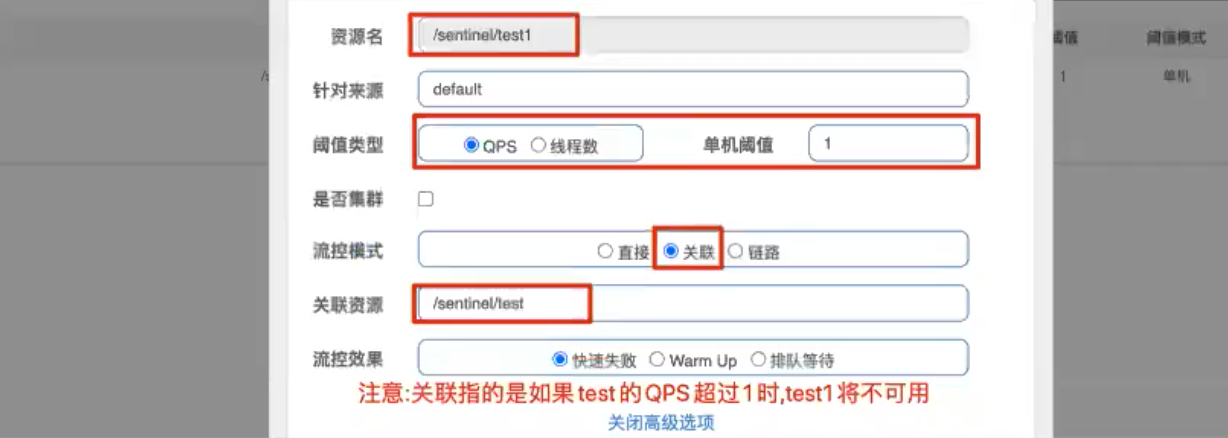 资源名 /sentinel/test1
阈值 阈值模式
针对来源 default
1 单机
阈值类型 QPS 线程数 单机阈值 1
是否集群
流控模式 直接 关联 链路
关联资源 /sentinel/test
流控效果 快速失败 Warm Up 排队等待
注意:关联指的是如果test的QPS超过1时,test1将不可用
关闭高级选项